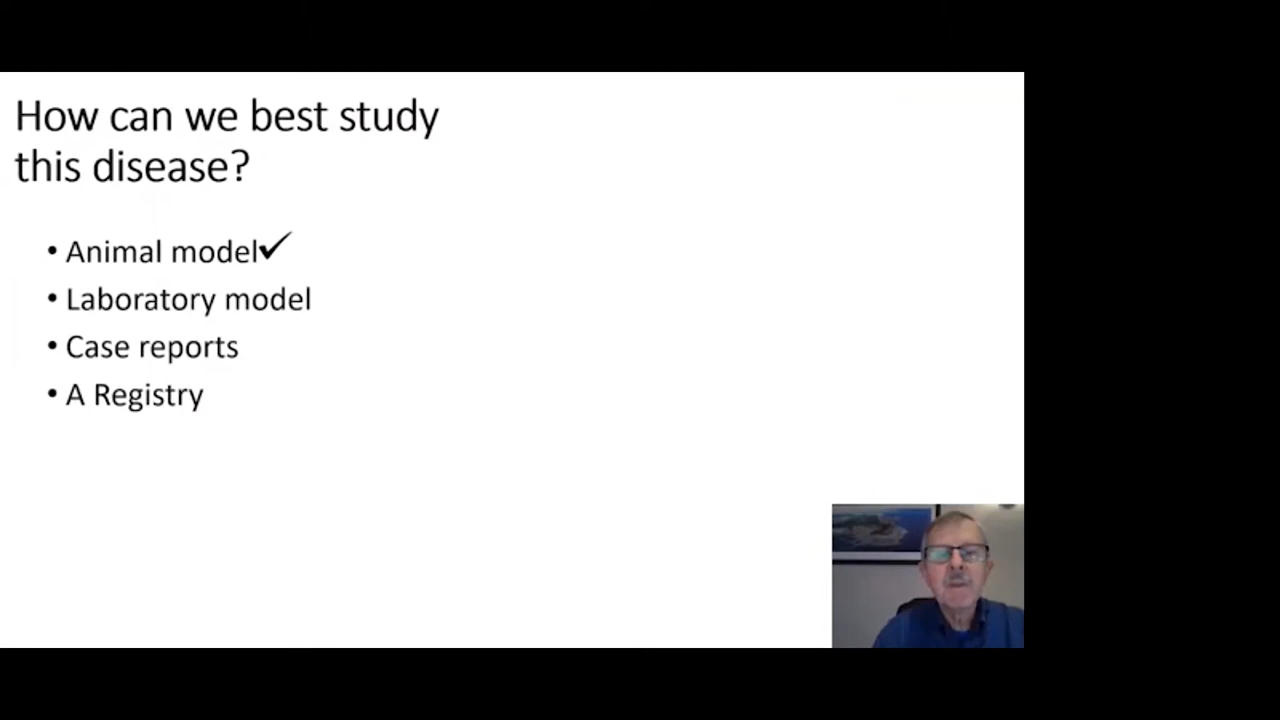 How can we best study
this disease?
• Animal model✓
• Laboratory model
• Case reports
• A Registry